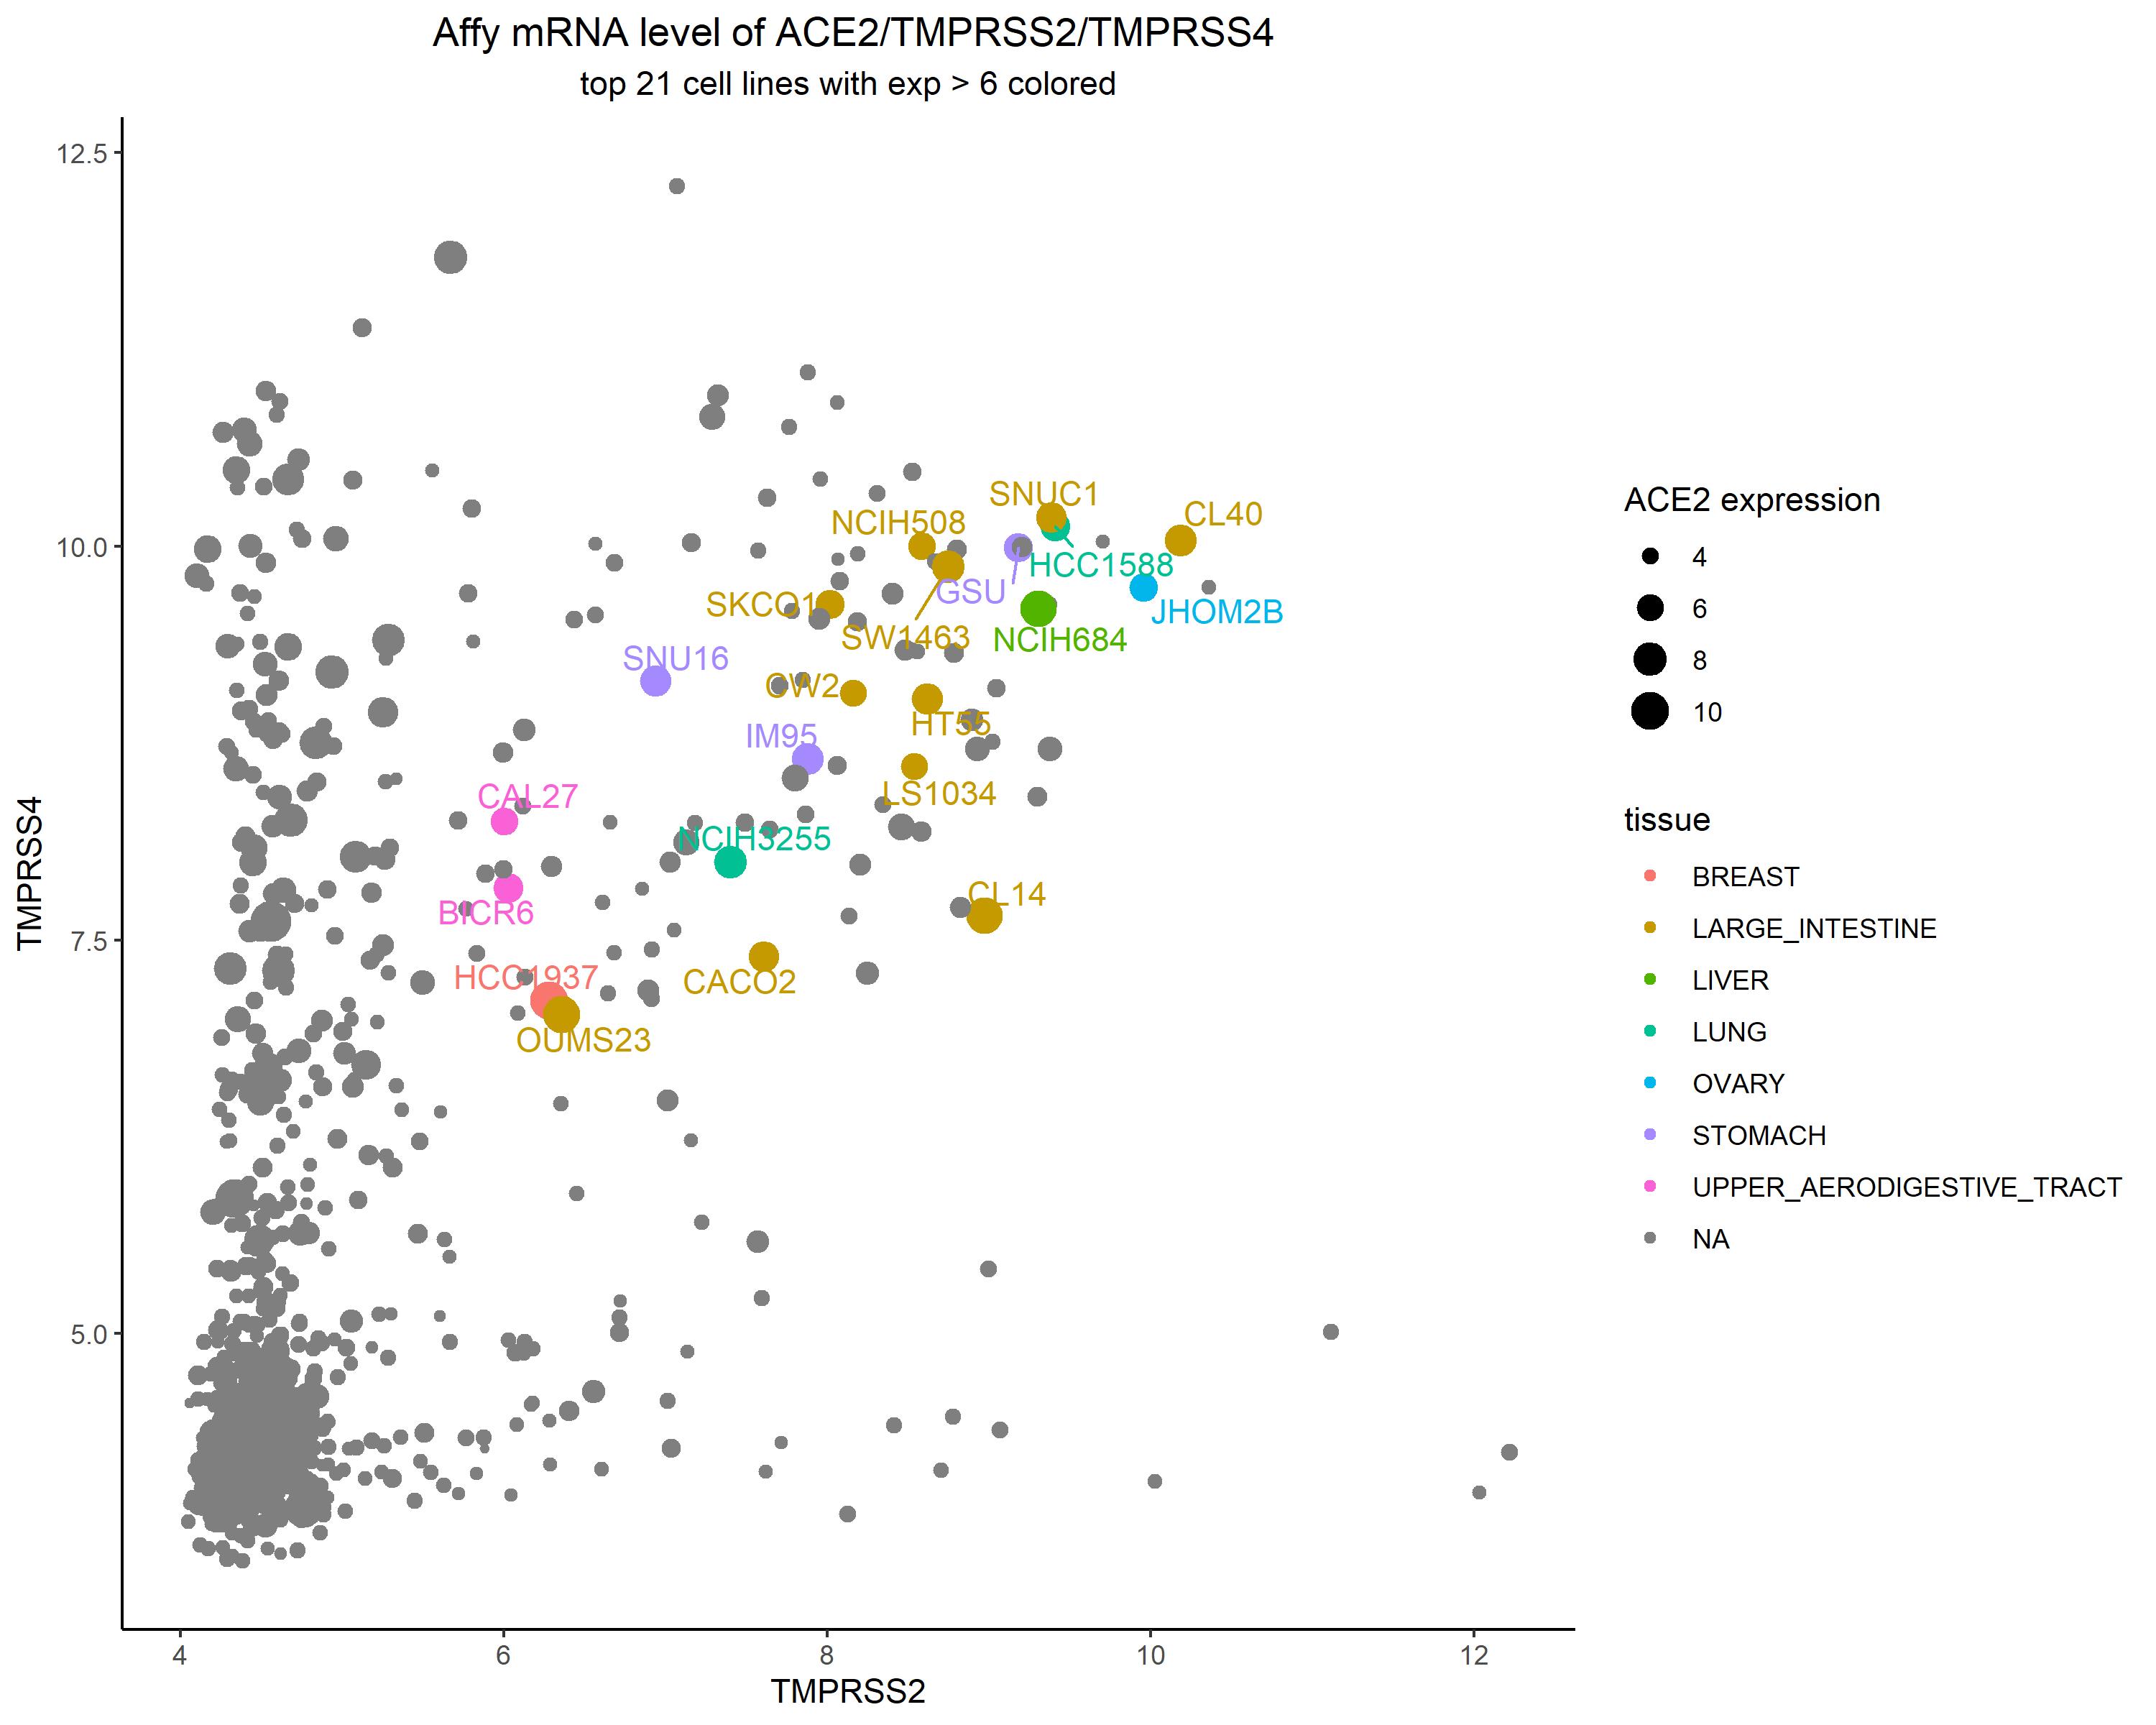 Affy mRNA level of ACE2/TMPRSS2/TMPRSS4
top 21 cell lines with exp > 6 colored
TMPRSS4
12.5
10.0
7.5
5.0
SNUC1
CL40
NCIH508
HCC1588
GSU
SKCO1
JHOM2B
SW1463
NCIH684
SNU16
CW2
HT55
IM95
LS1034
CAL27
NCIH3255
CL14
BICR6
HCC1937
CACO2
OUMS23
4
6
8
10
12
TMPRSS2
ACE2 expression
4
6
8
10
tissue
BREAST
LARGE_INTESTINE
LIVER
LUNG
OVARY
STOMACH
UPPER_AERODIGESTIVE_TRACT
NA